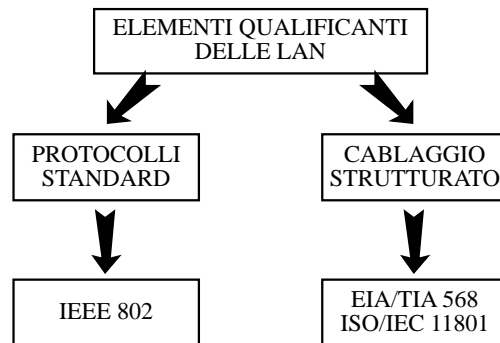 ELEMENTI QUALIFICANTI
DELLE LAN
PROTOCOLLI
STANDARD
CABLAGGIO
STRUTTURATO
IEEE 802
EIA/TIA 568
ISO/IEC 11801